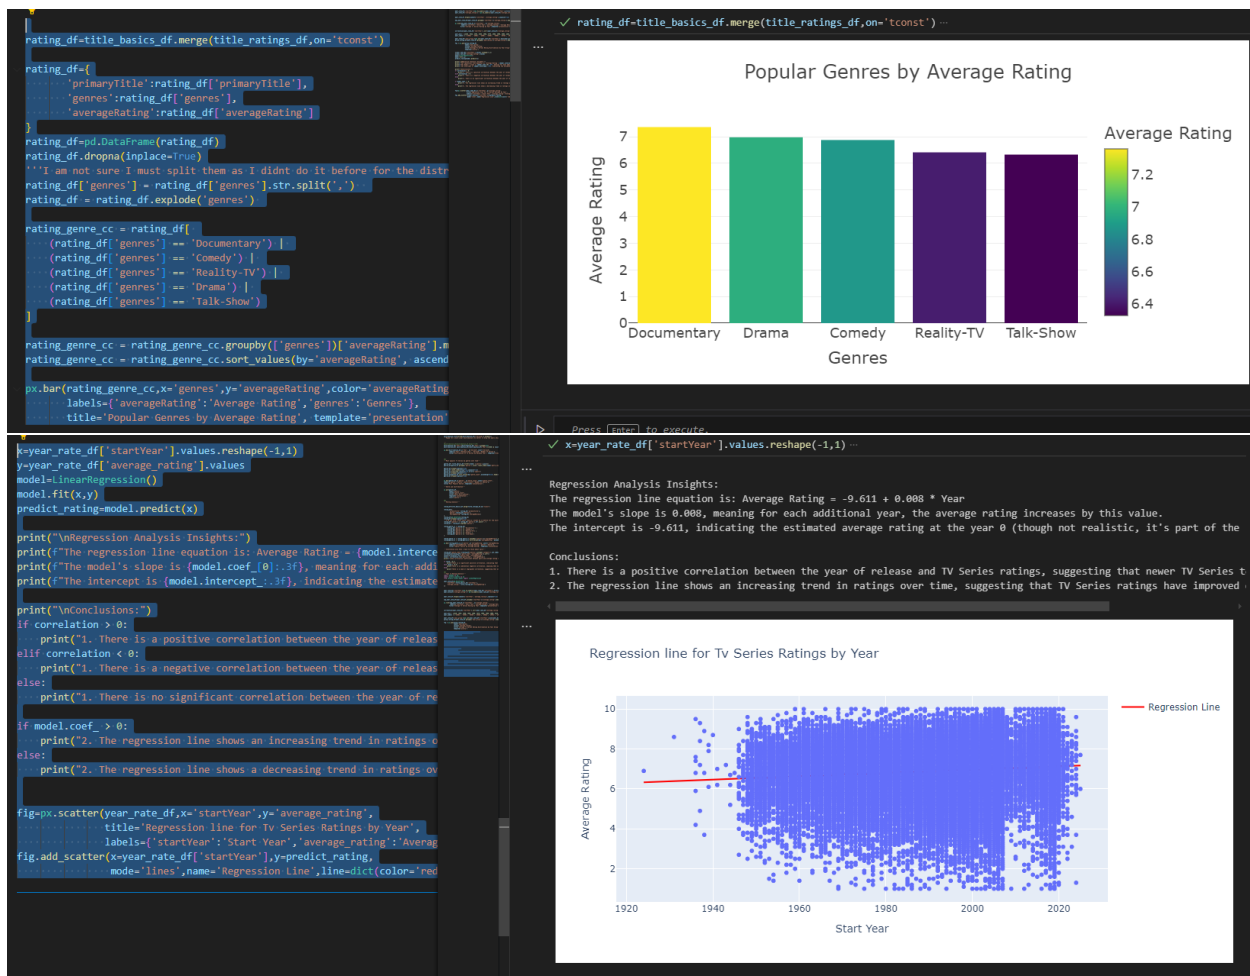 rating_df=title_basics_df.merge(title_ratings_df,on='tconst')
rating_df={
'primaryTitle':rating_df['primaryTitle'],
'genres':rating_df['genres'],
'averageRating':rating_df['averageRating']
}
rating_df=pd.DataFrame(rating_df)
rating_df.dropna(inplace=True)
'''I am not sure I must split them as I didnt do it before for the distr
rating_df['genres'] = rating_df['genres'].str.split(',')
rating_df = rating_df.explode('genres')
rating_genre_cc = rating_df[
(rating_df['genres'] == 'Documentary') |
(rating_df['genres'] == 'Comedy') |
(rating_df['genres'] == 'Reality-TV') |
(rating_df['genres'] == 'Drama') |
(rating_df['genres'] == 'Talk-Show')
]
rating_genre_cc = rating_genre_cc.groupby(['genres'])['averageRating'].m
rating_genre_cc = rating_genre_cc.sort_values(by='averageRating', ascend
px.bar(rating_genre_cc,x='genres',y='averageRating',color='averageRating
labels={'averageRating':'Average Rating','genres':'Genres'},
title='Popular Genres by Average Rating', template='presentation'
rating_df=title_basics_df.merge(title_ratings_df,on='tconst') ...
Popular Genres by Average Rating
Average Rating
7
6
5
4
3
2
1
0
Documentary Drama Comedy Reality-TV Talk-Show
Genres
Average Rating
7.2
7
6.8
6.6
6.4
Press Enter to execute.
x=year_rate_df['startYear'].values.reshape(-1,1)
y=year_rate_df['average_rating'].values
model=LinearRegression()
model.fit(x,y)
predict_rating=model.predict(x)
print("\nRegression Analysis Insights:")
print(f"The regression line equation is: Average Rating = {model.interce
print(f"The model's slope is {model.coef_[0]:.3f}, meaning for each addi
print(f"The intercept is {model.intercept_:.3f}, indicating the estimate
print("\nConclusions:")
if correlation > 0:
print("1. There is a positive correlation between the year of releas
elif correlation < 0:
print("1. There is a negative correlation between the year of releas
else:
print("1. There is no significant correlation between the year of re
if model.coef_ > 0:
print("2. The regression line shows an increasing trend in ratings o
else:
print("2. The regression line shows a decreasing trend in ratings ov
fig=px.scatter(year_rate_df,x='startYear',y='average_rating',
title='Regression line for Tv Series Ratings by Year',
labels={'startYear':'Start Year','average_rating':'Averag
fig.add_scatter(x=year_rate_df['startYear'],y=predict_rating,
mode='lines',name='Regression Line',line=dict(color='red
x=year_rate_df['startYear'].values.reshape(-1,1) ...
Regression Analysis Insights:
The regression line equation is: Average Rating = -9.611 + 0.008 * Year
The model's slope is 0.008, meaning for each additional year, the average rating increases by this value.
The intercept is -9.611, indicating the estimated average rating at the year 0 (though not realistic, it's part of the
Conclusions:
1. There is a positive correlation between the year of release and TV Series ratings, suggesting that newer TV Series t
2. The regression line shows an increasing trend in ratings over time, suggesting that TV Series ratings have improved
Regression line for Tv Series Ratings by Year
Average Rating
10
8
6
4
2
1920 1940 1960 1980 2000 2020
Start Year
Regression Line